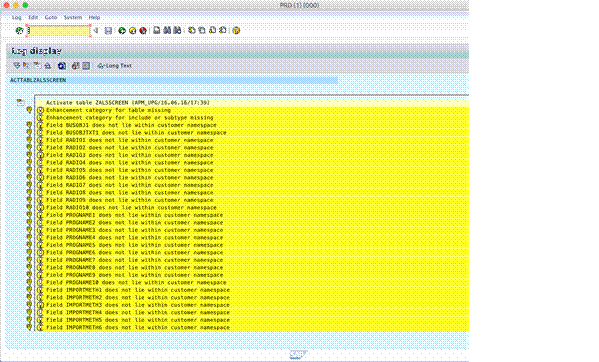 PRD (1) (000)
Log Edit Goto System Help
Log display
Long Text
ACTTABLZALSSCREEN
Activate table ZALSSCREEN (APM_UPG/16.06.16/17:39)
Enhancement category for table missing
Enhancement category for include or subtype missing
Field BUSOBJ1 does not lie within customer namespace
Field BUSOBJTXT1 does not lie within customer namespace
Field RADIO1 does not lie within customer namespace
Field RADIO2 does not lie within customer namespace
Field RADIO3 does not lie within customer namespace
Field RADIO4 does not lie within customer namespace
Field RADIO5 does not lie within customer namespace
Field RADIO6 does not lie within customer namespace
Field RADIO7 does not lie within customer namespace
Field RADIO8 does not lie within customer namespace
Field RADIO9 does not lie within customer namespace
Field RADIO10 does not lie within customer namespace
Field PROGNAME1 does not lie within customer namespace
Field PROGNAME2 does not lie within customer namespace
Field PROGNAME3 does not lie within customer namespace
Field PROGNAME4 does not lie within customer namespace
Field PROGNAME5 does not lie within customer namespace
Field PROGNAME6 does not lie within customer namespace
Field PROGNAME7 does not lie within customer namespace
Field PROGNAME8 does not lie within customer namespace
Field PROGNAME9 does not lie within customer namespace
Field PROGNAME10 does not lie within customer namespace
Field IMPORTMETH1 does not lie within customer namespace
Field IMPORTMETH2 does not lie within customer namespace
Field IMPORTMETH3 does not lie within customer namespace
Field IMPORTMETH4 does not lie within customer namespace
Field IMPORTMETH5 does not lie within customer namespace
Field IMPORTMETH6 does not lie within customer namespace
SAP